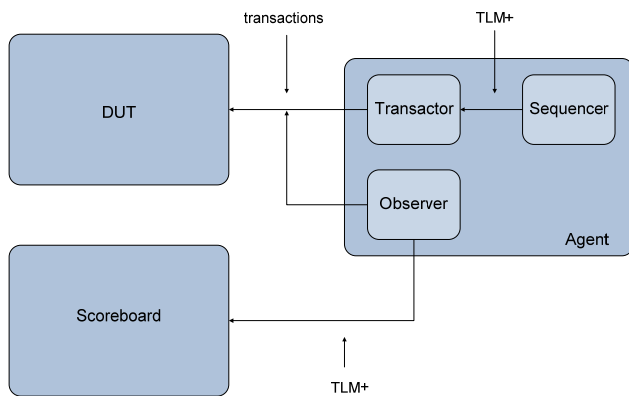 transactions
TLM+
DUT
Transactor
Sequencer
Observer
Agent
Scoreboard
TLM+